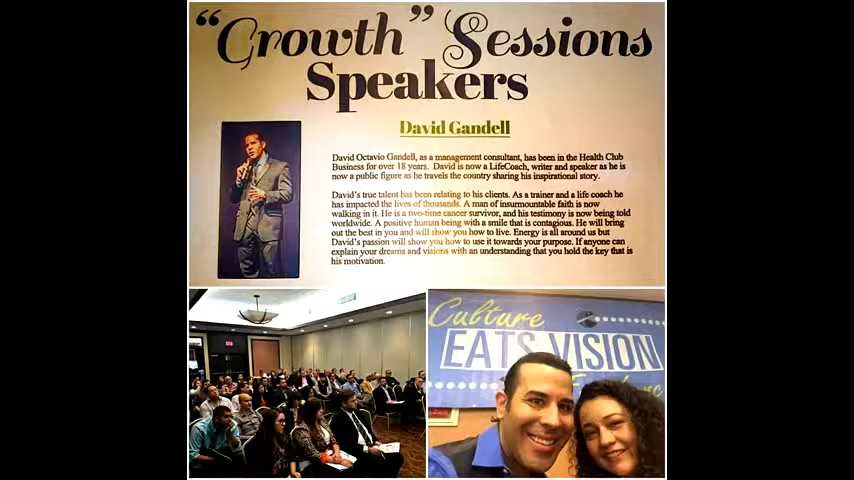 “Growth” Sessions
Speakers
David Gandell
David Octavio Gandell, as a management consultant, has been in the Health Club
Business for over 18 years. David is now a LifeCoach, writer and speaker as he is
now a public figure as he travels the country sharing his inspirational story.
David's true talent has been relating to his clients. As a trainer and a life coach he
has impacted the lives of thousands. A man of insurmountable faith is now
walking in it. He is a two-time cancer survivor, and his testimony is now being told
worldwide. A positive human being with a smile that is contagious. He will bring
out the best in you and will show you how to live. Energy is all around us but
David's passion will show you how to use it towards your purpose. If anyone can
explain your dreams and visions with an understanding that you hold the key that is
his motivation.
Culture
EATS VISION